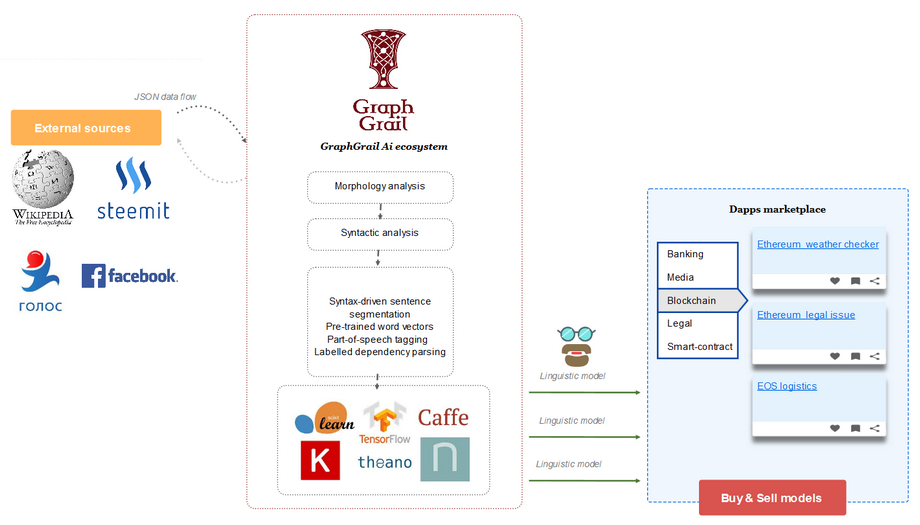 JSON data flow
External sources
WIKIPEDIA
The Free Encyclopedia
steemit
ГОЛОС
facebook.
Graph
Grail
GraphGrail Ai ecosystem
Morphology analysis
Syntactic analysis
Syntax-driven sentence
segmentation
Pre-trained word vectors
Part-of-speech tagging
Labelled dependency parsing
learn
TensorFlow
Caffe
K
theano
n
Linguistic model
Linguistic model
Linguistic model
Dapps marketplace
Banking
Media
Blockchain
Legal
Smart-contract
Ethereum weather checker
Ethereum legal issue
EOS logistics
Buy & Sell models